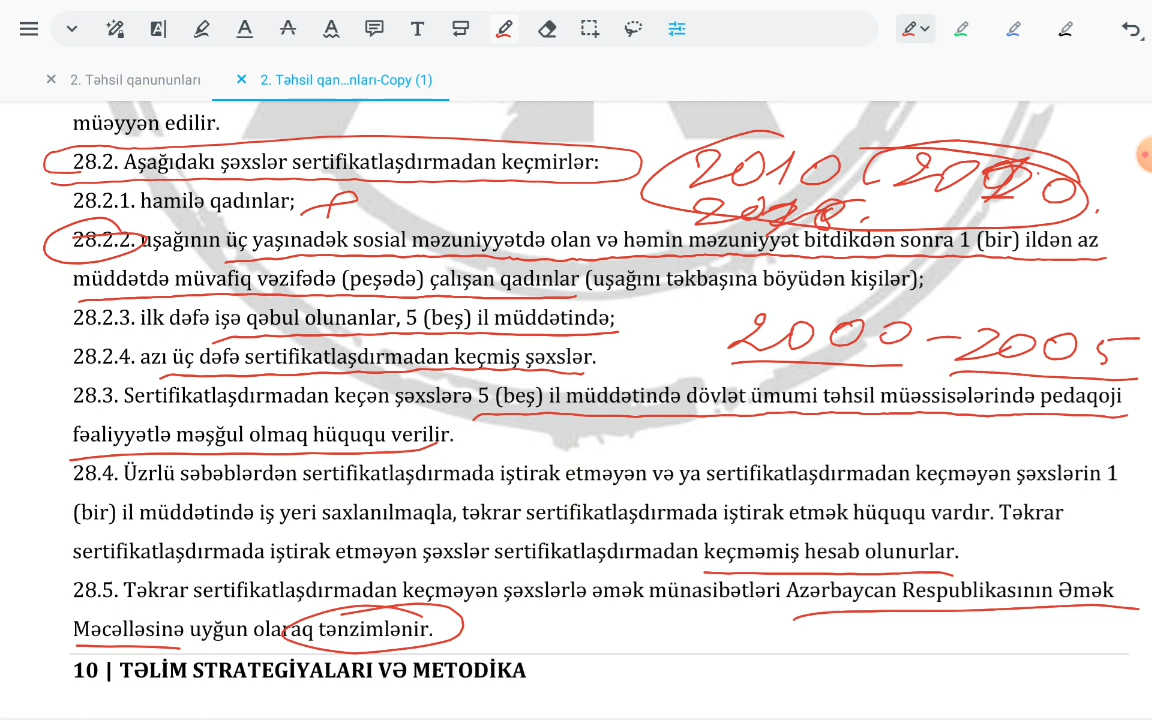 2. Təhsil qanununları
2. Təhsil qan...nları-Copy (1)
müəyyən edilir.
28.2. Aşağıdakı şəxslər sertifikatlaşdırmadan keçmirlər:
2010 (2020
28.2.1. hamilə qadınlar;
28.2.2. uşağının üç yaşınadək sosial məzuniyyətdə olan və həmin məzuniyyət bitdikdən sonra 1 (bir) ildən az
müddətdə müvafiq vəzifədə (peşədə) çalışan qadınlar (uşağını təkbaşına böyüdən kişilər);
28.2.3. ilk dəfə işə qəbul olunanlar, 5 (beş) il müddətində;
2000 - 2005
28.2.4. azı üç dəfə sertifikatlaşdırmadan keçmiş şəxslər.
28.3. Sertifikatlaşdırmadan keçən şəxslərə 5 (beş) il müddətində dövlət ümumi təhsil müəssisələrində pedaqoji
fəaliyyətlə məşğul olmaq hüququ verilir.
28.4. Üzrlü səbəblərdən sertifikatlaşdırmada iştirak etməyən və ya sertifikatlaşdırmadan keçməyən şəxslərin 1
(bir) il müddətində iş yeri saxlanılmaqla, təkrar sertifikatlaşdırmada iştirak etmək hüququ vardır. Təkrar
sertifikatlaşdırmada iştirak etməyən şəxslər sertifikatlaşdırmadan keçməmiş hesab olunurlar.
28.5. Təkrar sertifikatlaşdırmadan keçməyən şəxslərlə əmək münasibətləri Azərbaycan Respublikasının Əmək
Məcəlləsinə uyğun olaraq tənzimlənir.
10 | TƏLİM STRATEGİYALARI VƏ METODİKA